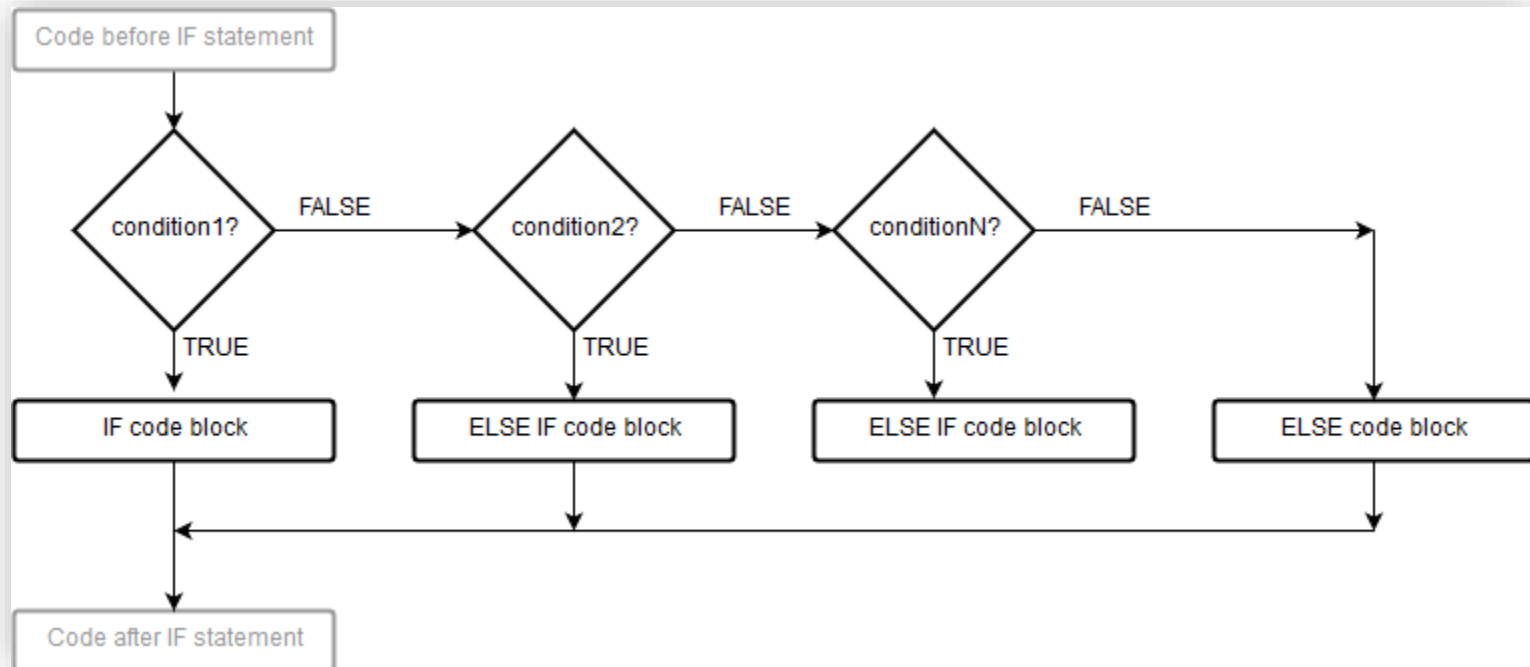 Code before IF statement
condition1?
FALSE
condition2?
FALSE
conditionN?
FALSE
TRUE
TRUE
TRUE
IF code block
ELSE IF code block
ELSE IF code block
ELSE code block
Code after IF statement